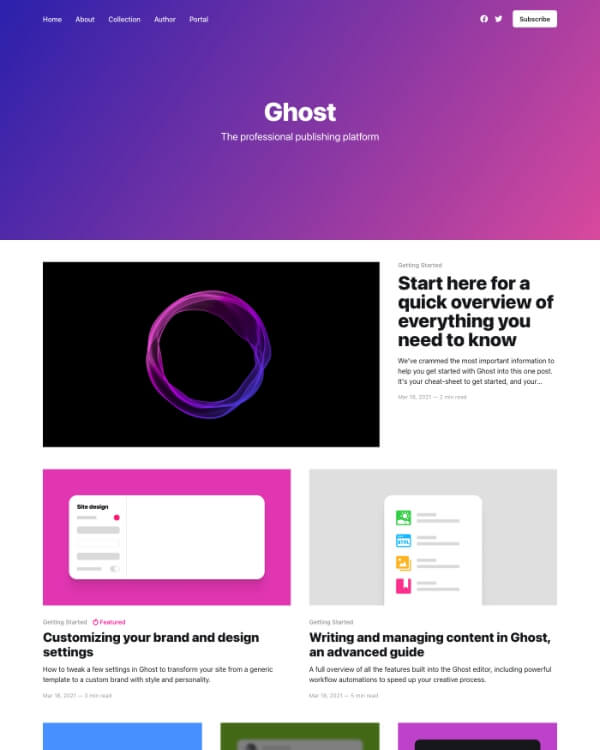 Home About Collection Author Portal Subscribe
Ghost
The professional publishing platform
Getting Started
Start here for a
quick overview of
everything you
need to know
We've crammed the most important information to
help you get started with Ghost into this one post.
It's your cheat-sheet to get started, and your...
Mar 18, 2021 — 2 min read
Site design
HTML
Getting Started Featured
Customizing your brand and design
settings
How to tweak a few settings in Ghost to transform your site from a generic
template to a custom brand with style and personality.
Mar 18, 2021 — 3 min read
Getting Started
Writing and managing content in Ghost,
an advanced guide
A full overview of all the features built into the Ghost editor, including powerful
workflow automations to speed up your creative process.
Mar 18, 2021 — 5 min read